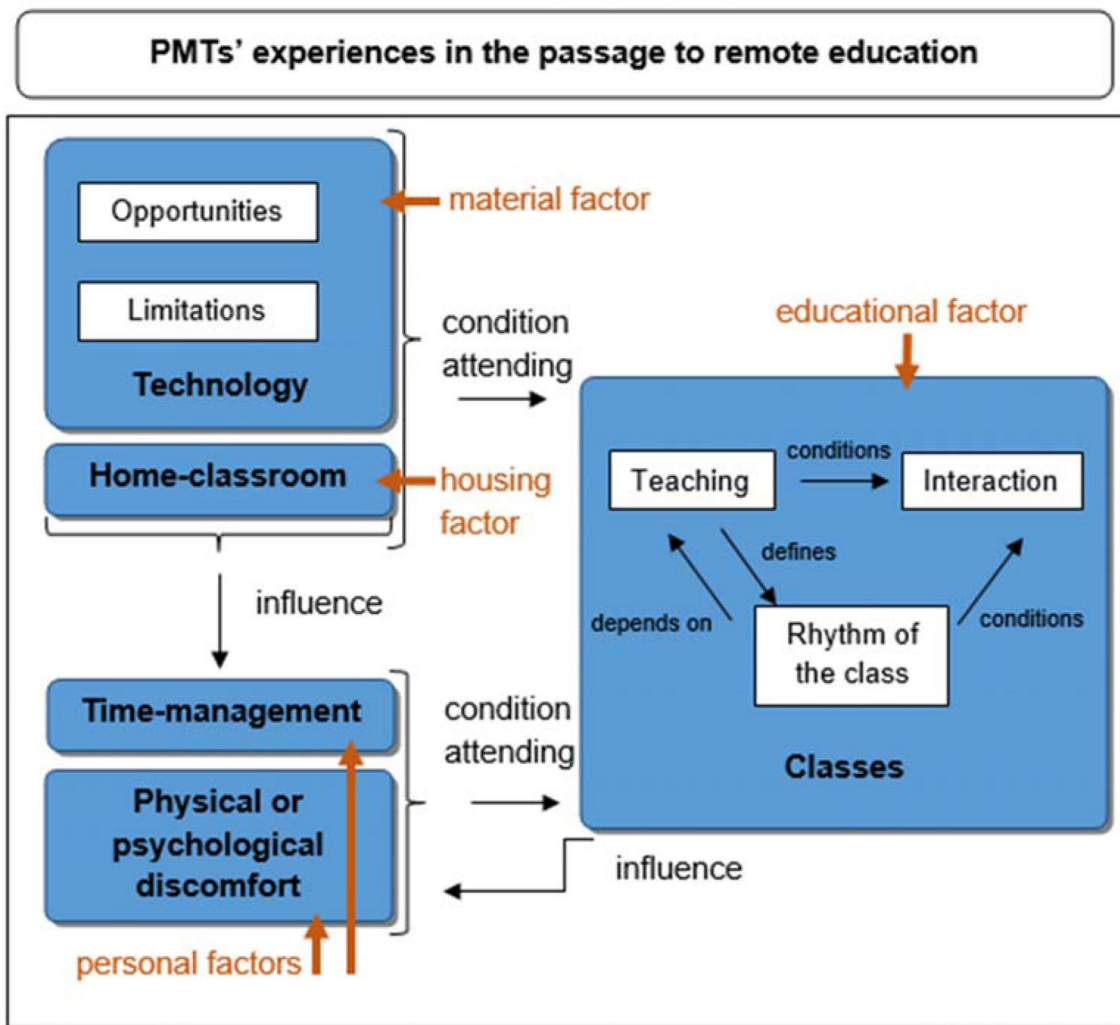 PMTs' experiences in the passage to remote education
Opportunities
Limitations
Technology
material factor
Home-classroom
housing
factor
condition
attending
educational factor
Teaching
conditions
Interaction
defines
depends on
Rhythm of
the class
conditions
Classes
influence
Time-management
Physical or
psychological
discomfort
condition
attending
influence
personal factors